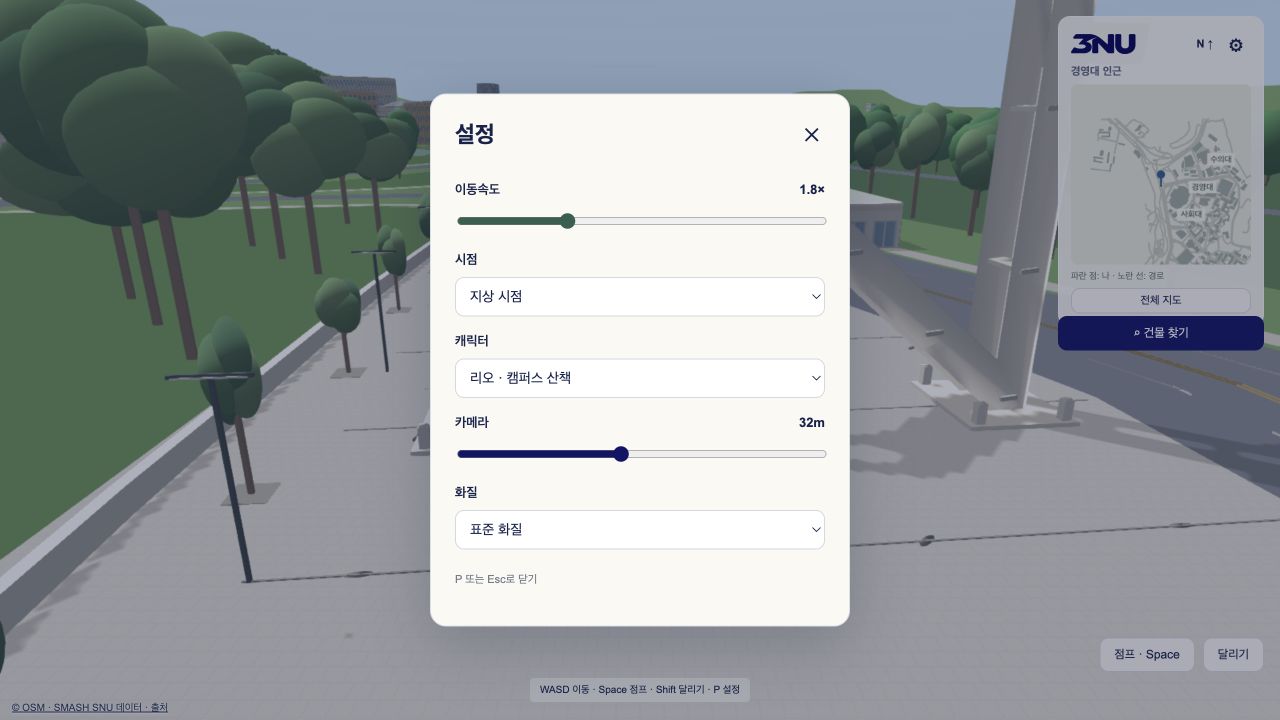 설정
이동속도
1.8×
시점
지상 시점
캐릭터
리오 · 캠퍼스 산책
카메라
32m
화질
표준 화질
P 또는 Esc로 닫기
3NU
N ↑
경영대 인근
수의대
경영대
사회대
파란 점: 나 · 노란 선: 경로
전체 지도
⌕ 건물 찾기
점프 · Space
달리기
WASD 이동 · Space 점프 · Shift 달리기 · P 설정
© OSM · SMASH SNU 데이터 · 출처